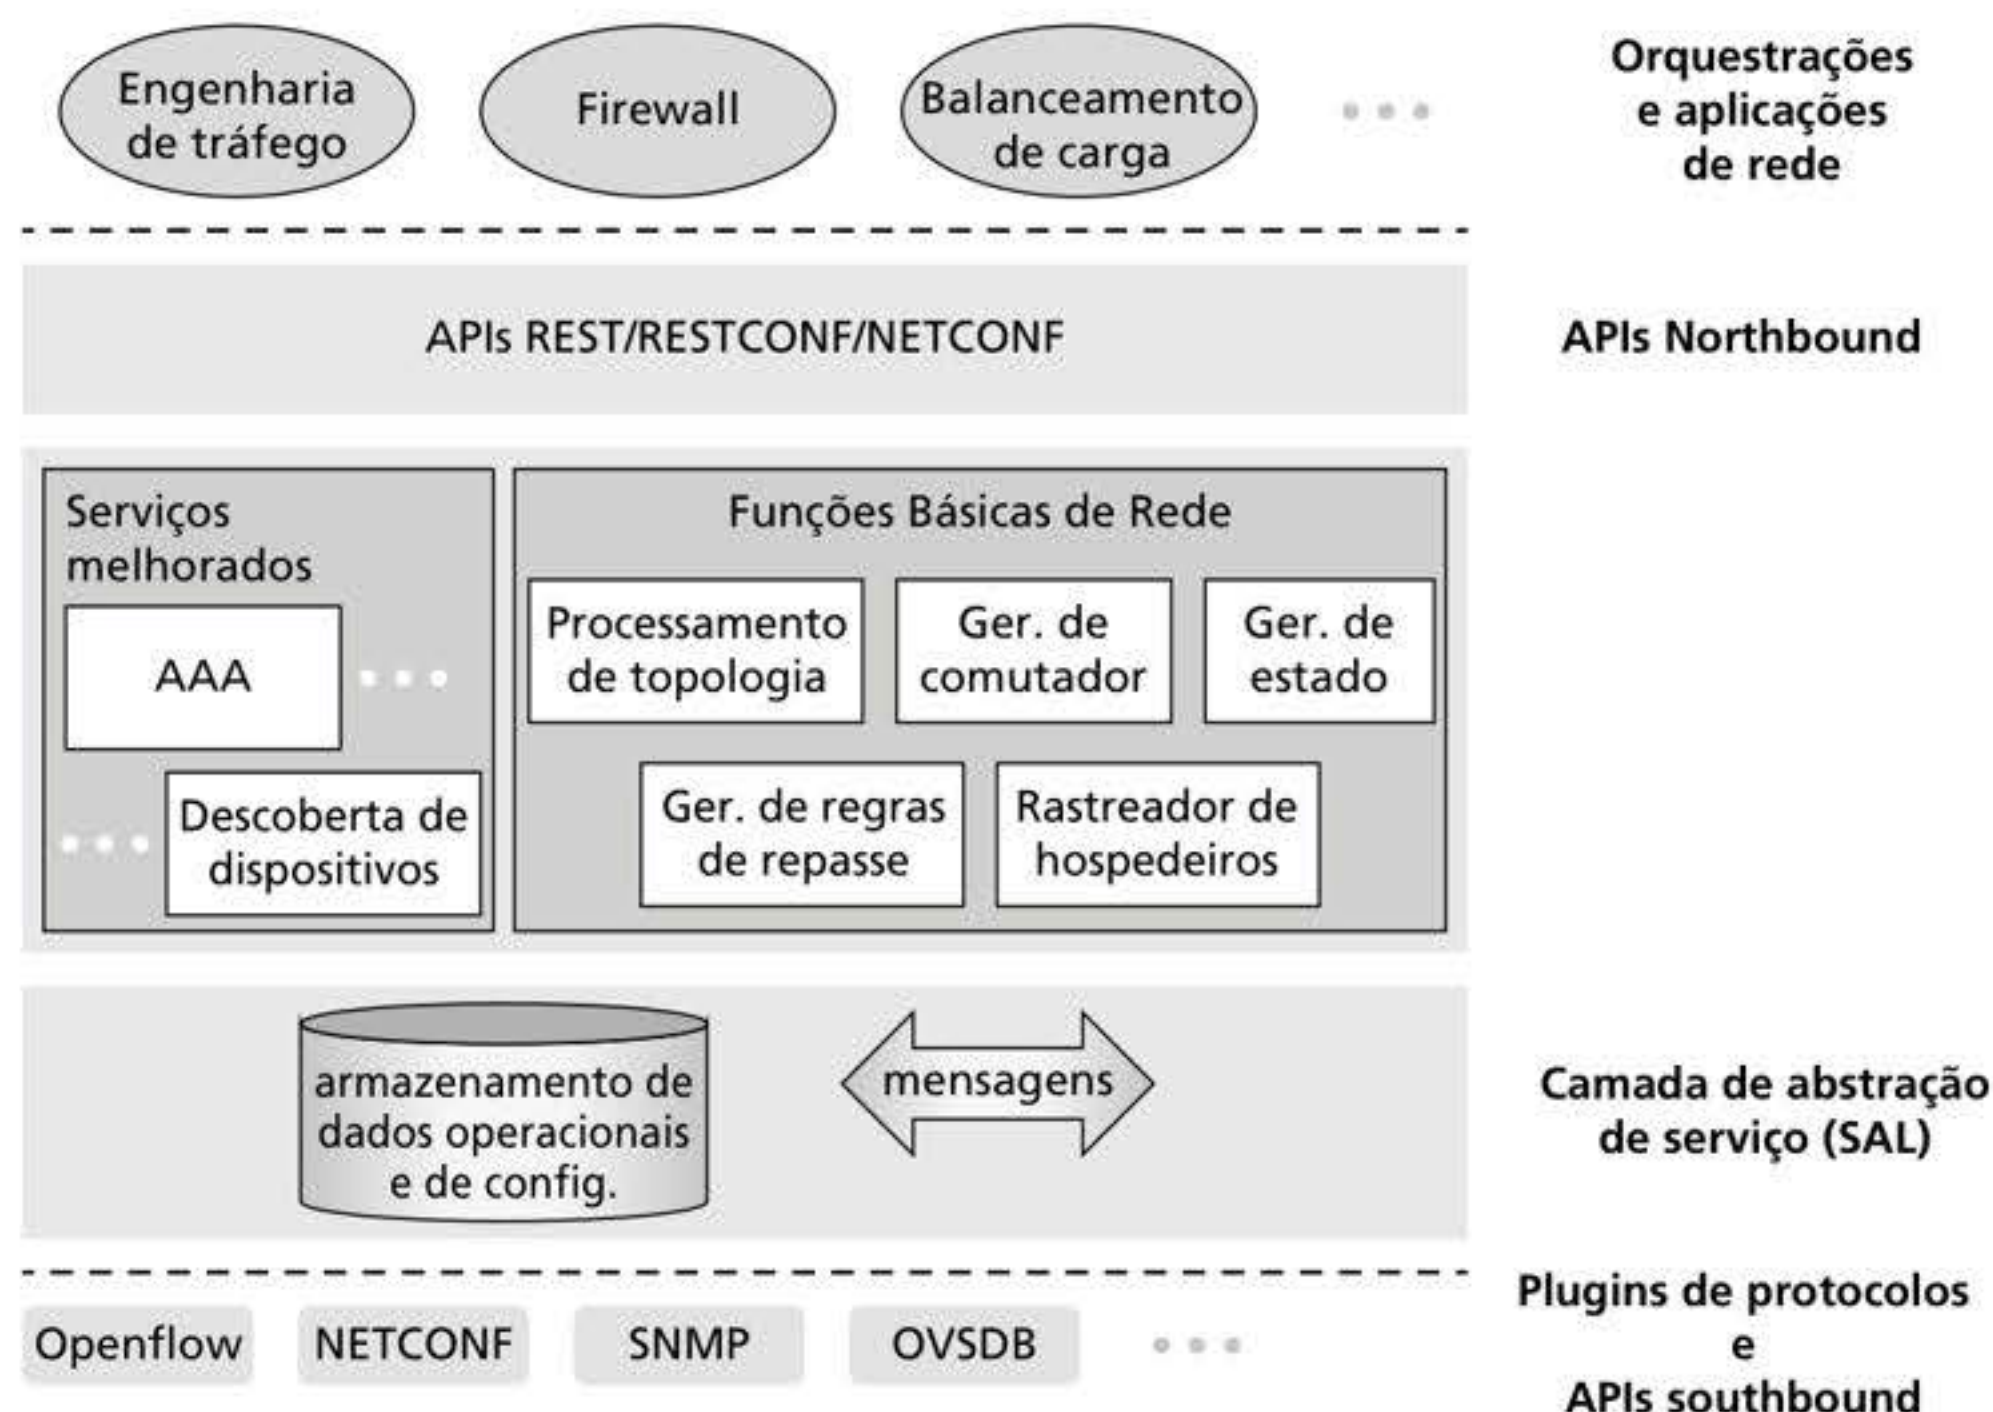 Engenharia
de tráfego
Firewall
Balanceamento
de carga
Orquestrações
e aplicações
de rede
APIs REST/RESTCONF/NETCONF
APIs Northbound
Serviços
melhorados
AAA
Descoberta de
dispositivos
Funções Básicas de Rede
Processamento
de topologia
Ger. de
comutador
Ger. de
estado
Ger. de regras
de repasse
Rastreador de
hospedeiros
armazenamento de
dados operacionais
e de config.
mensagens
Camada de abstração
de serviço (SAL)
Openflow
NETCONF
SNMP
OVSDB
Plugins de protocolos
e
APIs southbound